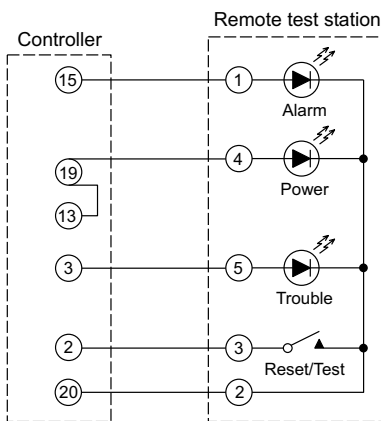 Remote test station
Controller
15 1
Alarm
19 4
Power
13
3 5
Trouble
2 3
Reset/Test
20 2